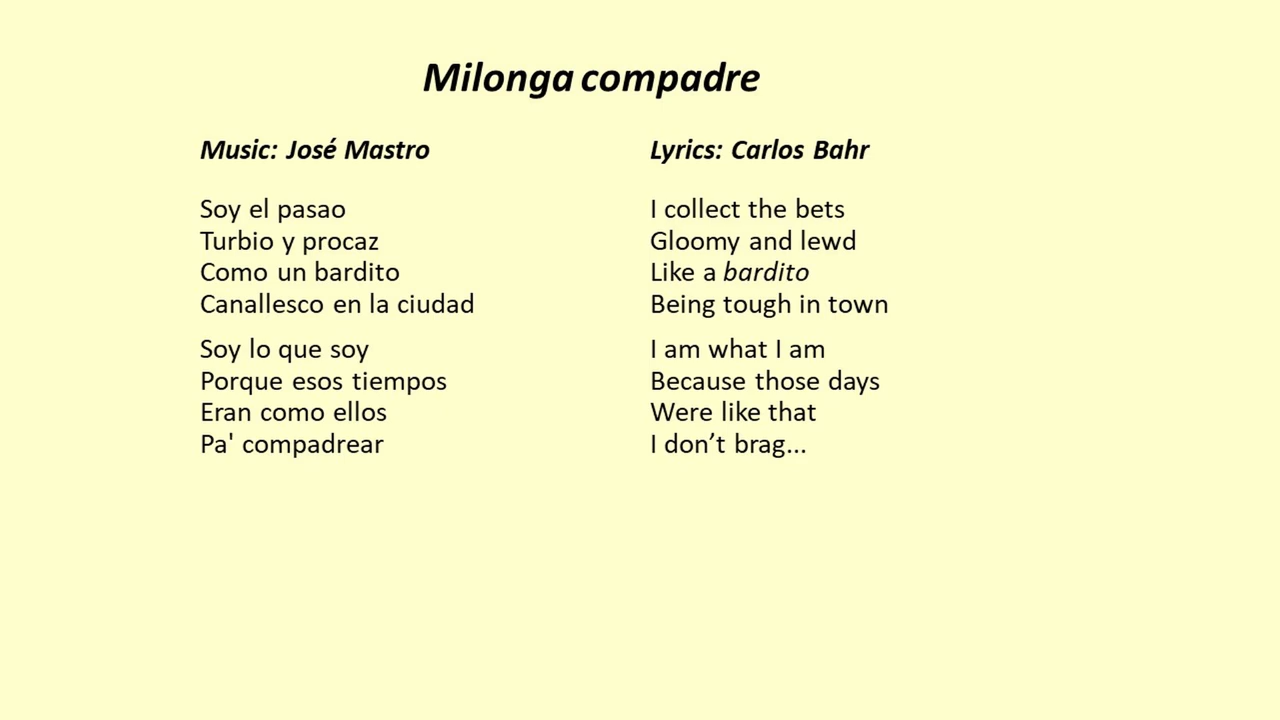 Milonga compadre
Music: José Mastro
Lyrics: Carlos Bahr
Soy el pasao
Turbio y procaz
Como un bardito
Canallesco en la ciudad
Soy lo que soy
Porque esos tiempos
Eran como ellos
Pa' compadrear
I collect the bets
Gloomy and lewd
Like a bardito
Being tough in town
I am what I am
Because those days
Were like that
I don’t brag...